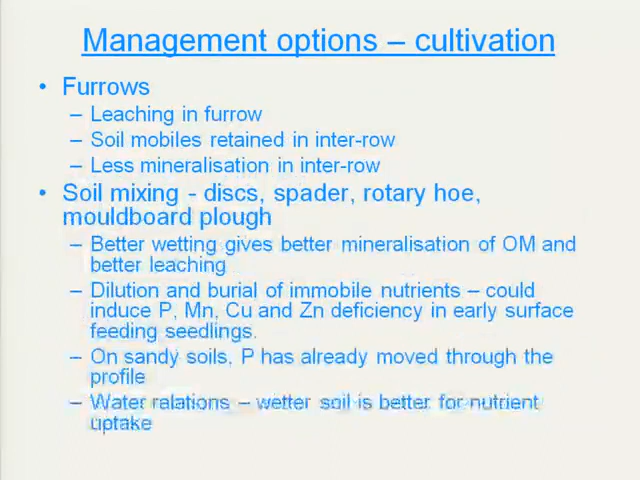 Management options – cultivation
• Furrows
– Leaching in furrow
– Soil mobiles retained in inter-row
– Less mineralisation in inter-row
• Soil mixing - discs, spader, rotary hoe,
mouldboard plough
– Better wetting gives better mineralisation of OM and
better leaching
– Dilution and burial of immobile nutrients – could
induce P, Mn, Cu and Zn deficiency in early surface
feeding seedlings.
– On sandy soils, P has already moved through the
profile
– Water relations – wetter soil is better for nutrient
uptake